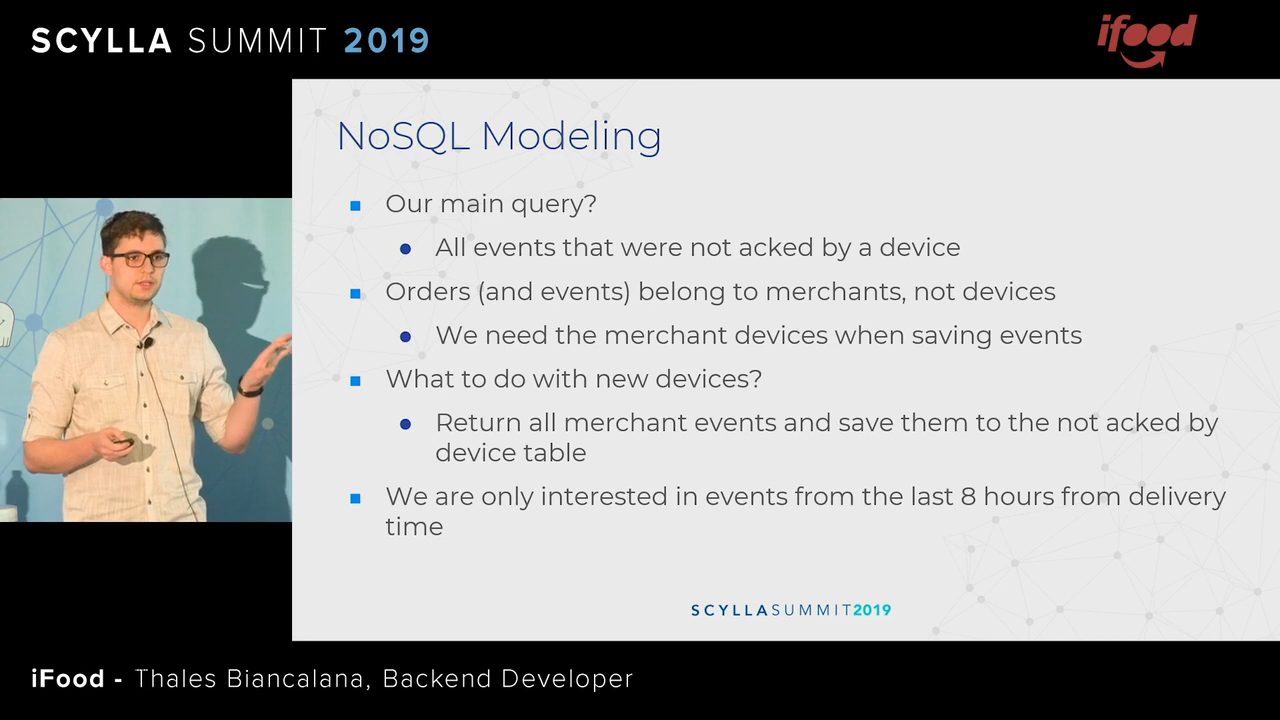 SCYLLA SUMMIT 2019
ifood
NoSQL Modeling
Our main query?
All events that were not acked by a device
Orders (and events) belong to merchants, not devices
We need the merchant devices when saving events
What to do with new devices?
Return all merchant events and save them to the not acked by
device table
We are only interested in events from the last 8 hours from delivery
time
SCYLLASUMMIT2019
iFood - Thales Biancalana, Backend Developer